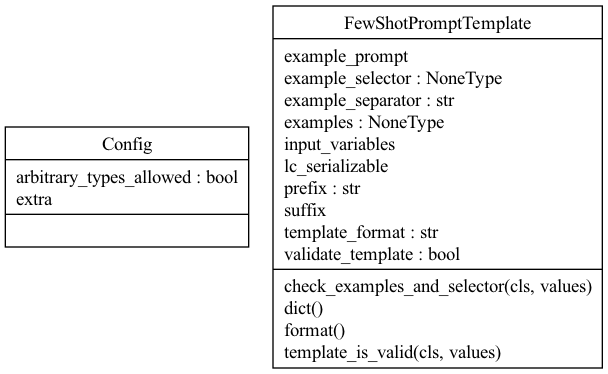 Config
arbitrary_types_allowed : bool
extra
FewShotPromptTemplate
example_prompt
example_selector : NoneType
example_separator : str
examples : NoneType
input_variables
lc_serializable
prefix : str
suffix
template_format : str
validate_template : bool
check_examples_and_selector(cls, values)
dict()
format()
template_is_valid(cls, values)